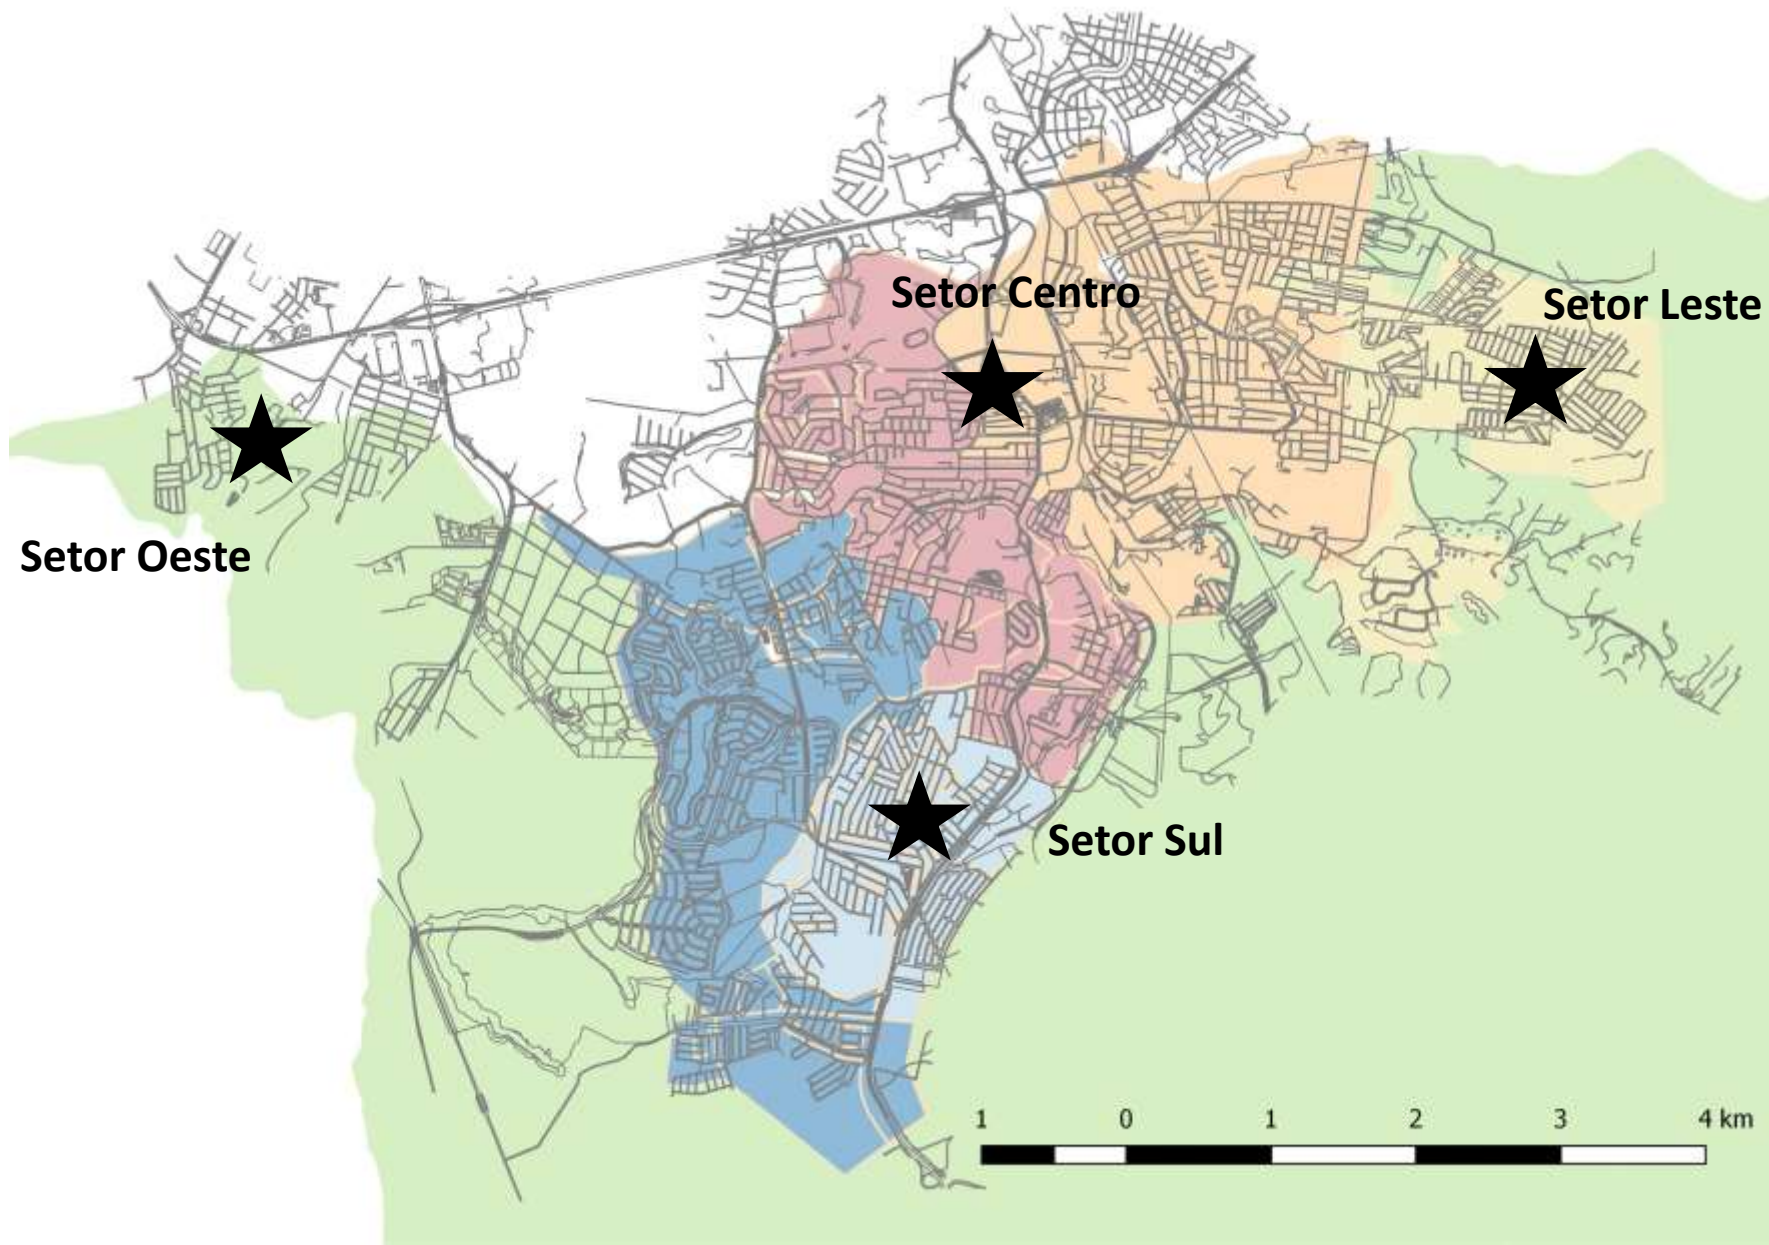 Setor Centro
Setor Leste
Setor Oeste
Setor Sul
1 0 1 2 3 4 km